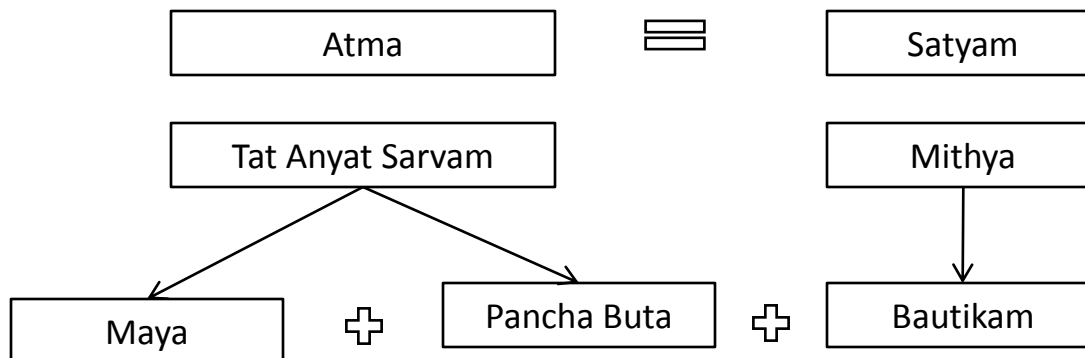 Atma = Satyam
Tat Anyat Sarvam Mithya
Maya + Pancha Buta + Bautikam